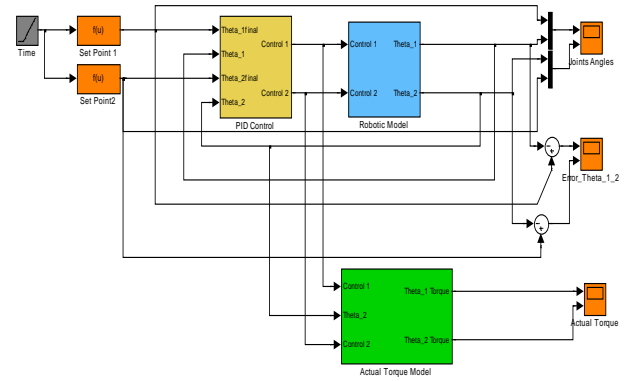 Time
f(u)
Set Point 1
f(u)
Set Point2
Theta_1final
Theta_1
Theta_2final
Theta_2
Control 1
Control 2
PID Control
Control 1
Control 2
Theta_1
Theta_2
Robotic Model
Joints Angles
Error_Theta_1_2
Control 1
Theta_2
Control 2
Theta_1 Torque
Theta_2 Torque
Actual Torque Model
Actual Torque